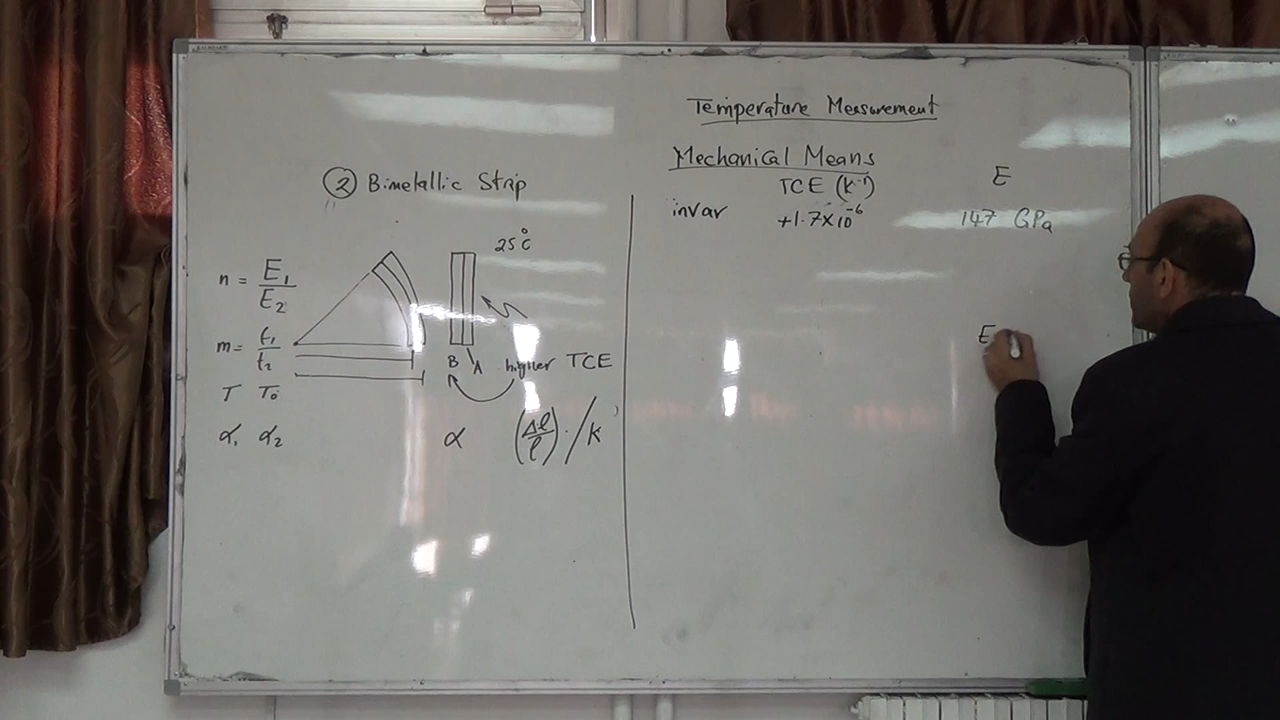 Temperature Measurement
Mechanical Means
TCE (K⁻¹) E
invar +1.7×10⁻⁶ 147 GPa
E
② Bimetallic Strip
25°C
n = E₁/E₂
m = t₁/t₂
T T₀
α₁ α₂
B A higher TCE
α (Δℓ/ℓ)·/K